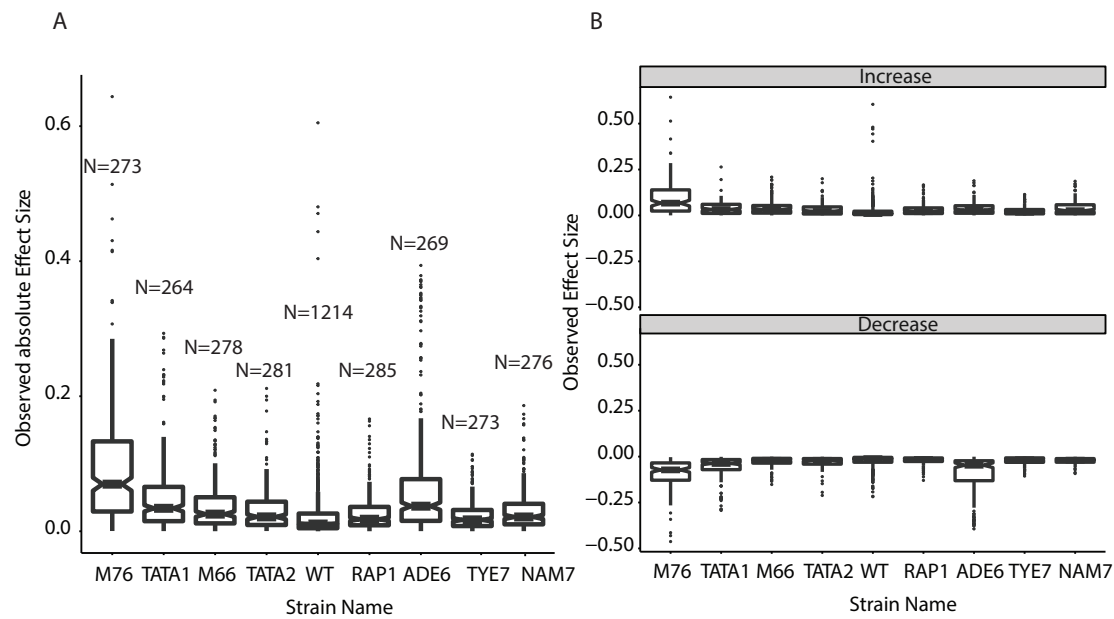 A
Observed absolute Effect Size
0.6
0.4
0.2
0.0
N=273
N=264
N=278
N=281
N=1214
N=285
N=269
N=273
N=276
M76 TATA1 M66 TATA2 WT RAP1 ADE6 TYE7 NAM7
Strain Name
B
Observed Effect Size
Increase
0.50
0.25
0.00
−0.25
−0.50
Decrease
0.50
0.25
0.00
−0.25
−0.50
M76 TATA1 M66 TATA2 WT RAP1 ADE6 TYE7 NAM7
Strain Name